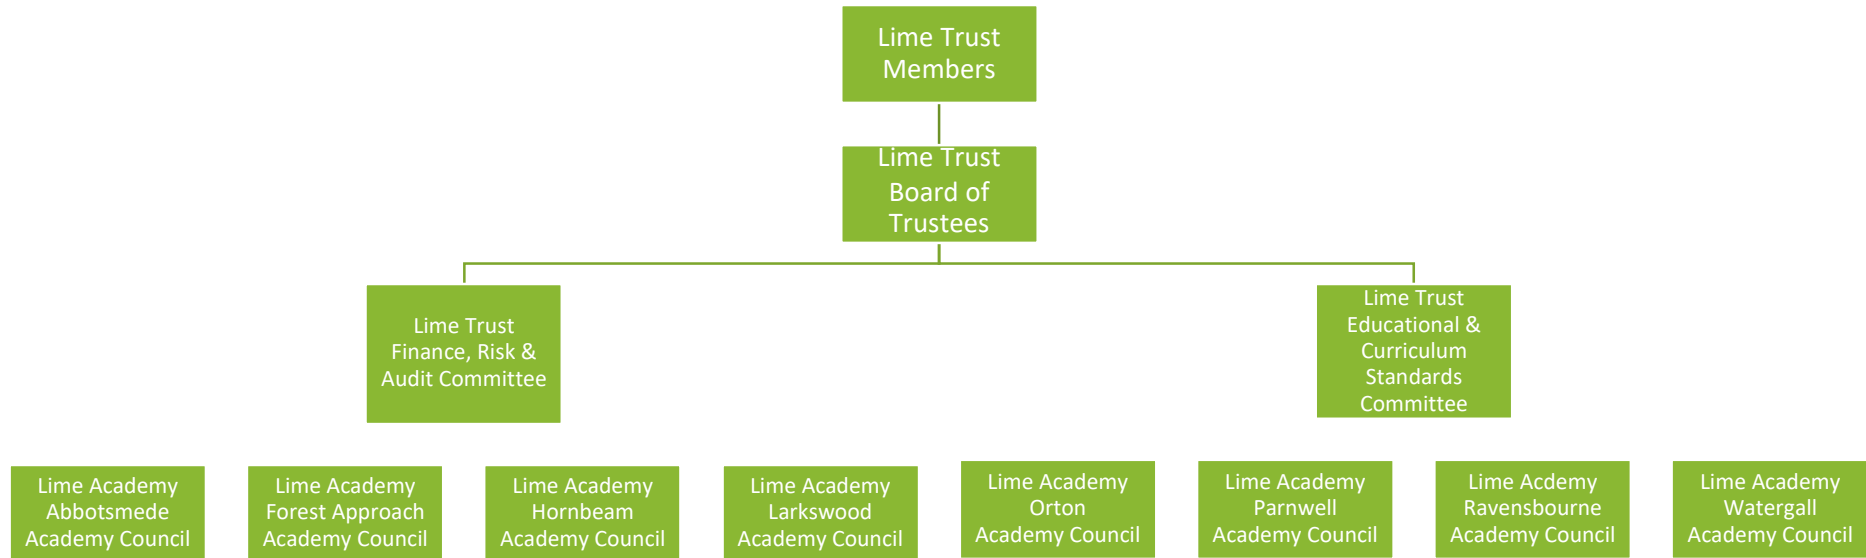 Lime Trust
Members
Lime Trust
Board of
Trustees
Lime Trust
Finance, Risk &
Audit Committee
Lime Trust
Educational &
Curriculum
Standards
Committee
Lime Academy
Abbotsmede
Academy Council
Lime Academy
Forest Approach
Academy Council
Lime Academy
Hornbeam
Academy Council
Lime Academy
Larkswood
Academy Council
Lime Academy
Orton
Academy Council
Lime Academy
Parnwell
Academy Council
Lime Acdemy
Ravensbourne
Academy Council
Lime Academy
Watergall
Academy Council